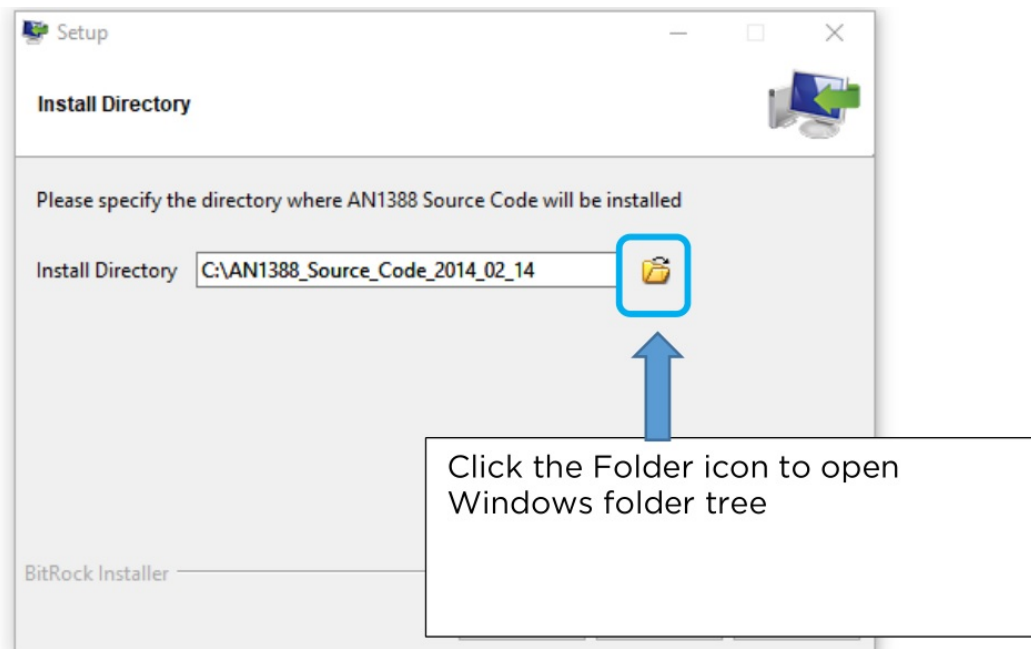 Setup
Install Directory
Please specify the directory where AN1388 Source Code will be installed
Install Directory C:\AN1388_Source_Code_2014_02_14
Click the Folder icon to open
Windows folder tree
BitRock Installer